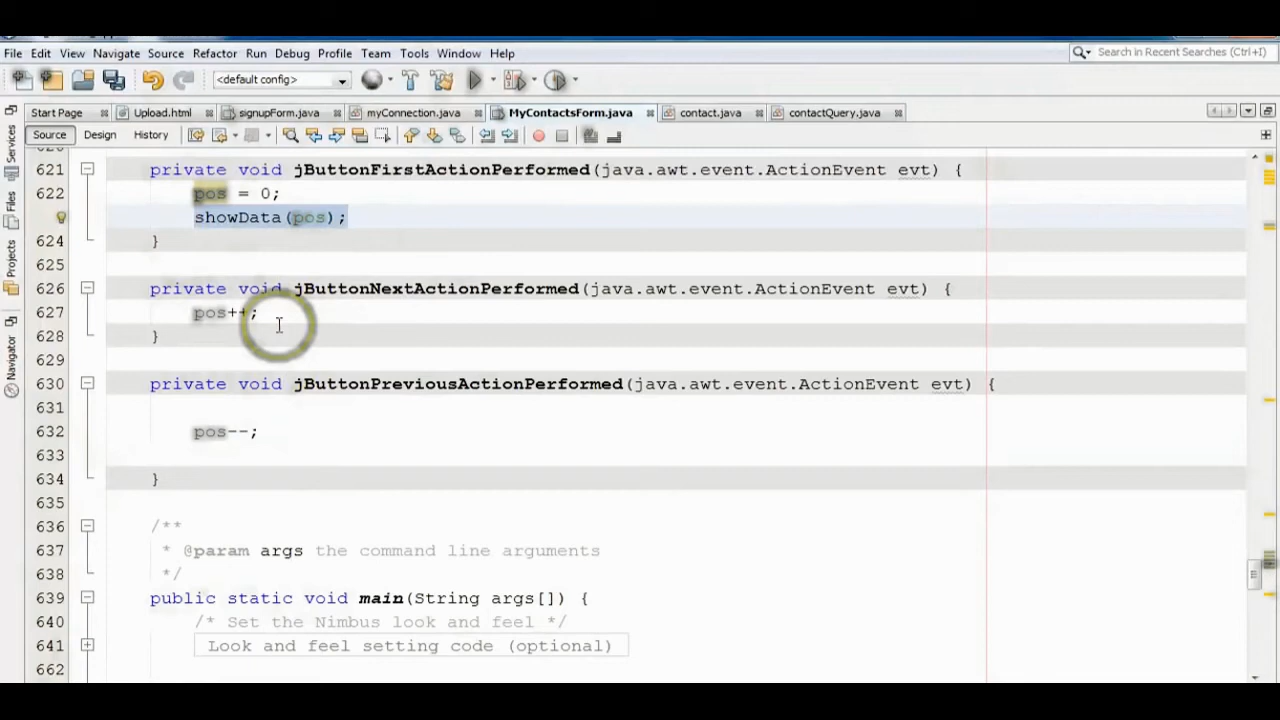 File Edit View Navigate Source Refactor Run Debug Profile Team Tools Window Help
Search in Recent Searches (Ctrl+I)
<default config>
Start Page Upload.html signupForm.java myConnection.java MyContactsForm.java contact.java contactQuery.java
Source Design History
Services
Files
Projects
Navigator
621 private void jButtonFirstActionPerformed(java.awt.event.ActionEvent evt) {
622 pos = 0;
showData(pos);
624 }
625
626 private void jButtonNextActionPerformed(java.awt.event.ActionEvent evt) {
627 pos++;
628 }
629
630 private void jButtonPreviousActionPerformed(java.awt.event.ActionEvent evt) {
631
632 pos--;
633
634 }
635
636 /**
637 * @param args the command line arguments
638 */
639 public static void main(String args[]) {
640 /* Set the Nimbus look and feel */
641 Look and feel setting code (optional)
662